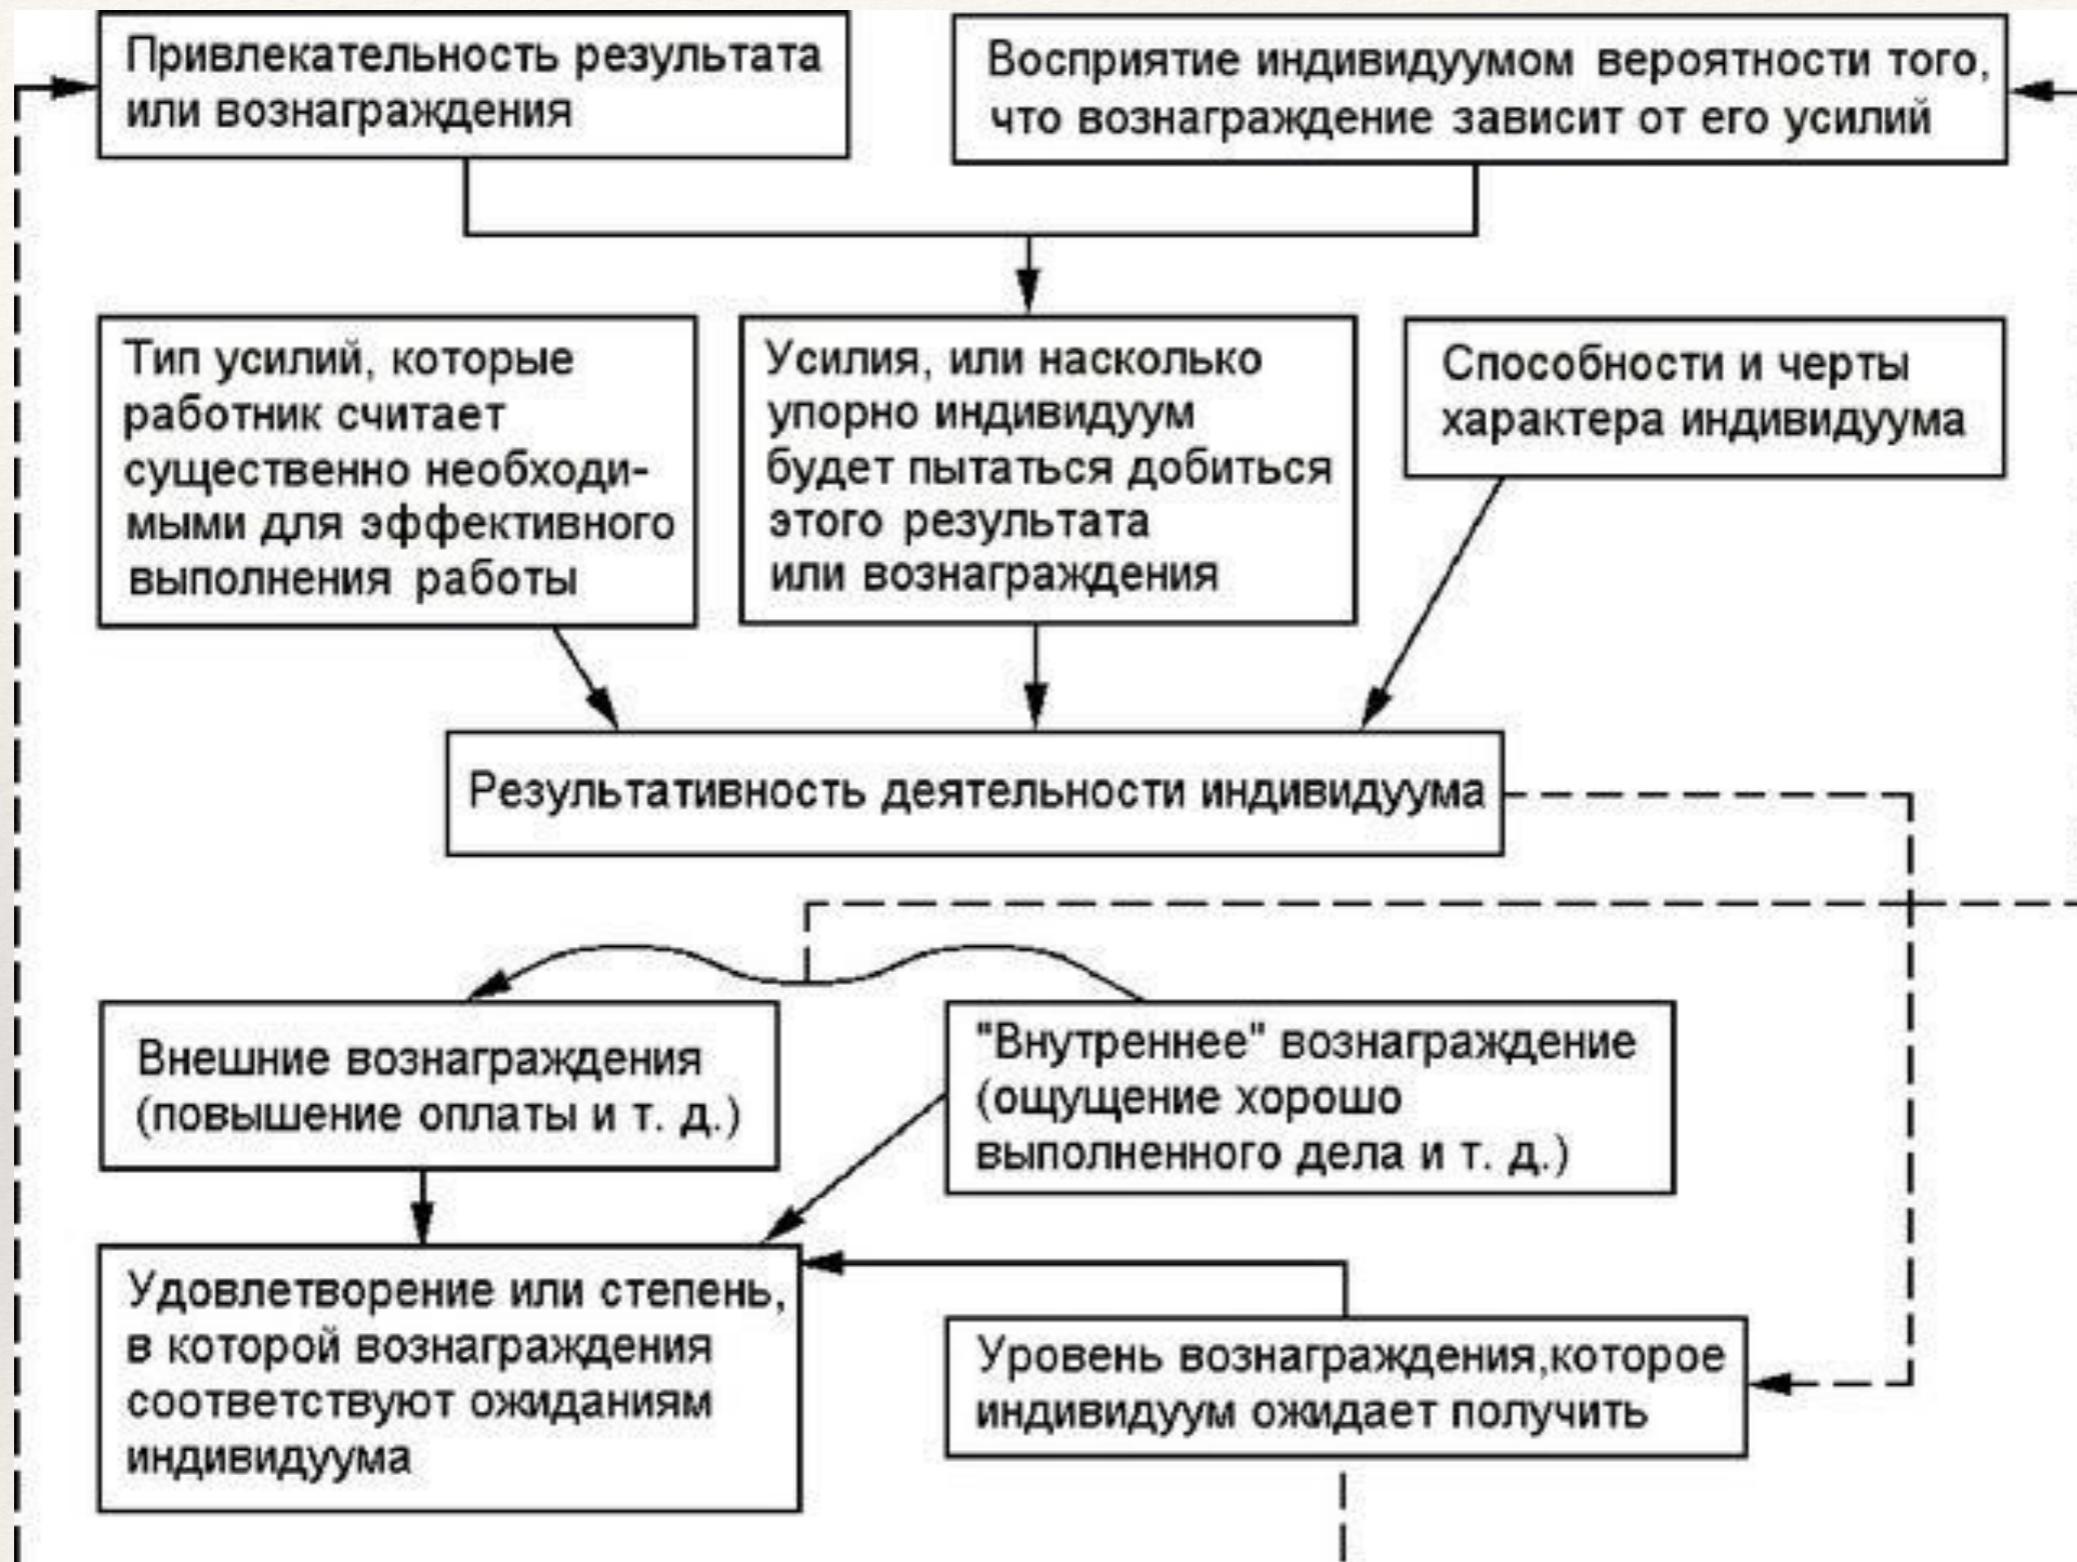 Привлекательность результата
или вознаграждения
Восприятие индивидуумом вероятности того,
что вознаграждение зависит от его усилий
Тип усилий, которые
работник считает
существенно необходи-
мыми для эффективного
выполнения работы
Усилия, или насколько
упорно индивидуум
будет пытаться добиться
этого результата
или вознаграждения
Способности и черты
характера индивидуума
Результативность деятельности индивидуума
Внешние вознаграждения
(повышение оплаты и т. д.)
"Внутреннее" вознаграждение
(ощущение хорошо
выполненного дела и т. д.)
Удовлетворение или степень,
в которой вознаграждения
соответствуют ожиданиям
индивидуума
Уровень вознаграждения,которое
индивидуум ожидает получить